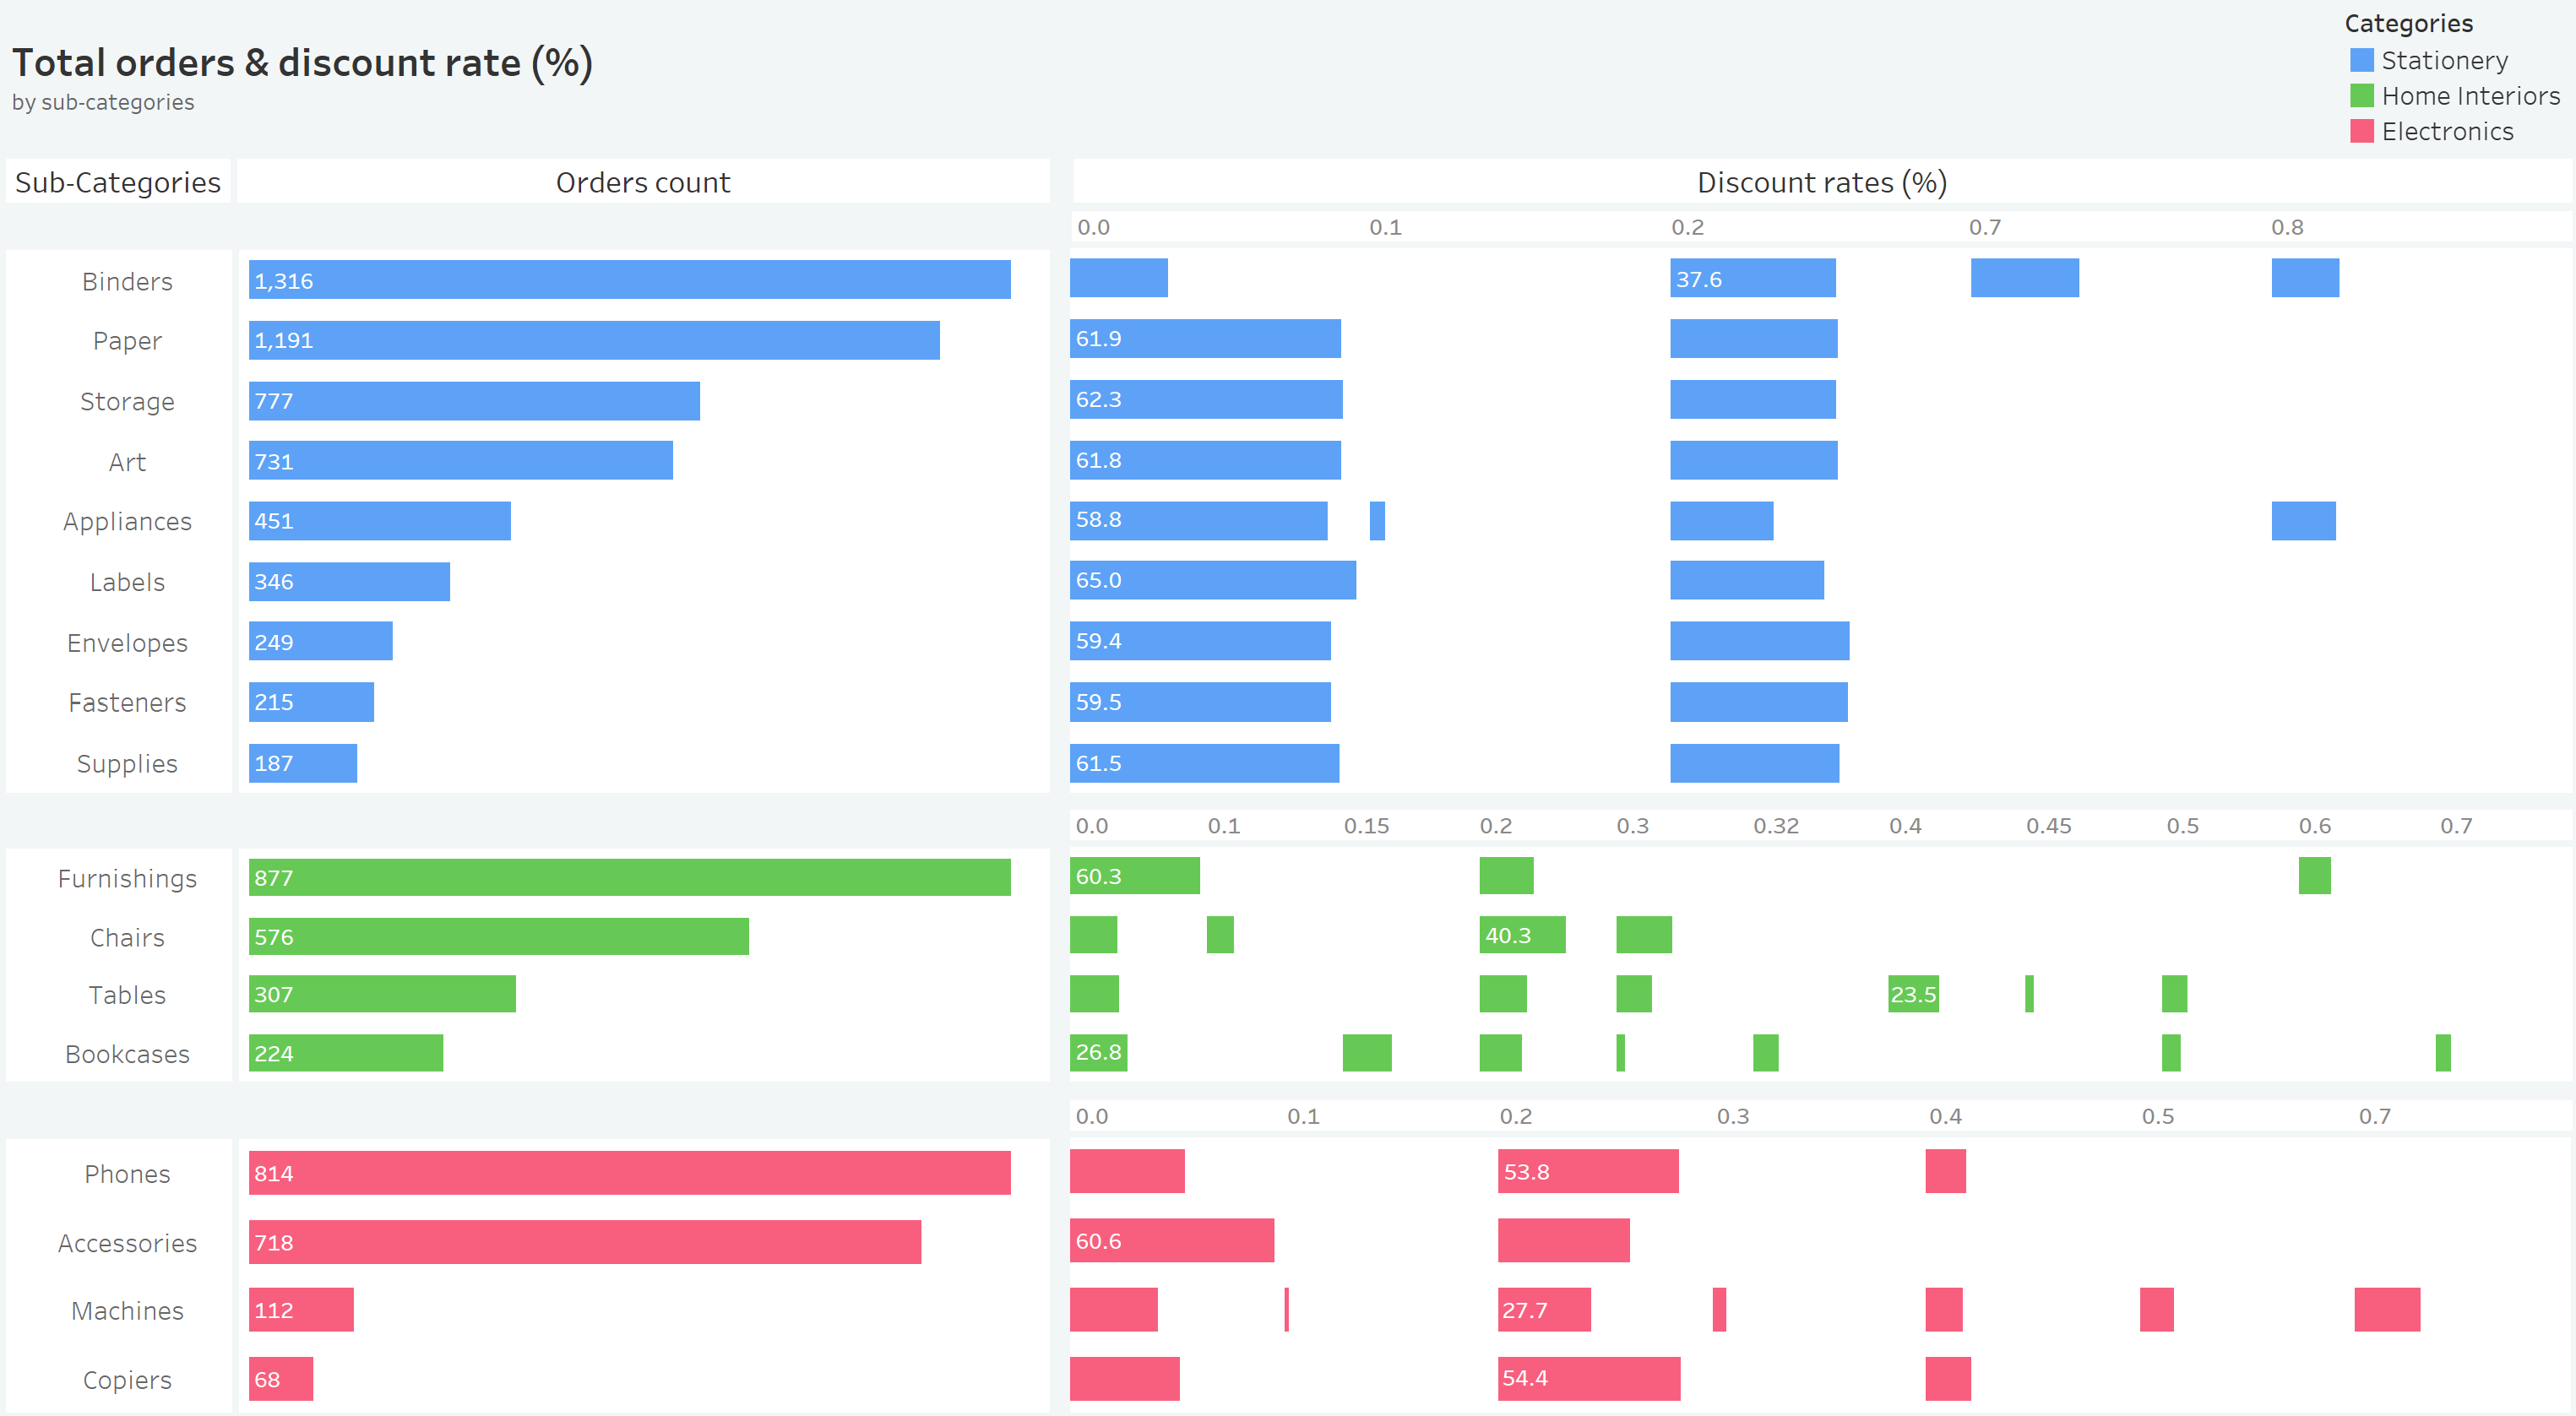 Categories
Stationery
Home Interiors
Electronics
Total orders & discount rate (%)
by sub-categories
Sub-Categories Orders count Discount rates (%)
0.0 0.1 0.2 0.7 0.8
Binders 1,316 37.6
Paper 1,191 61.9
Storage 777 62.3
Art 731 61.8
Appliances 451 58.8
Labels 346 65.0
Envelopes 249 59.4
Fasteners 215 59.5
Supplies 187 61.5
0.0 0.1 0.15 0.2 0.3 0.32 0.4 0.45 0.5 0.6 0.7
Furnishings 877 60.3
Chairs 576 40.3
Tables 307 23.5
Bookcases 224 26.8
0.0 0.1 0.2 0.3 0.4 0.5 0.7
Phones 814 53.8
Accessories 718 60.6
Machines 112 27.7
Copiers 68 54.4